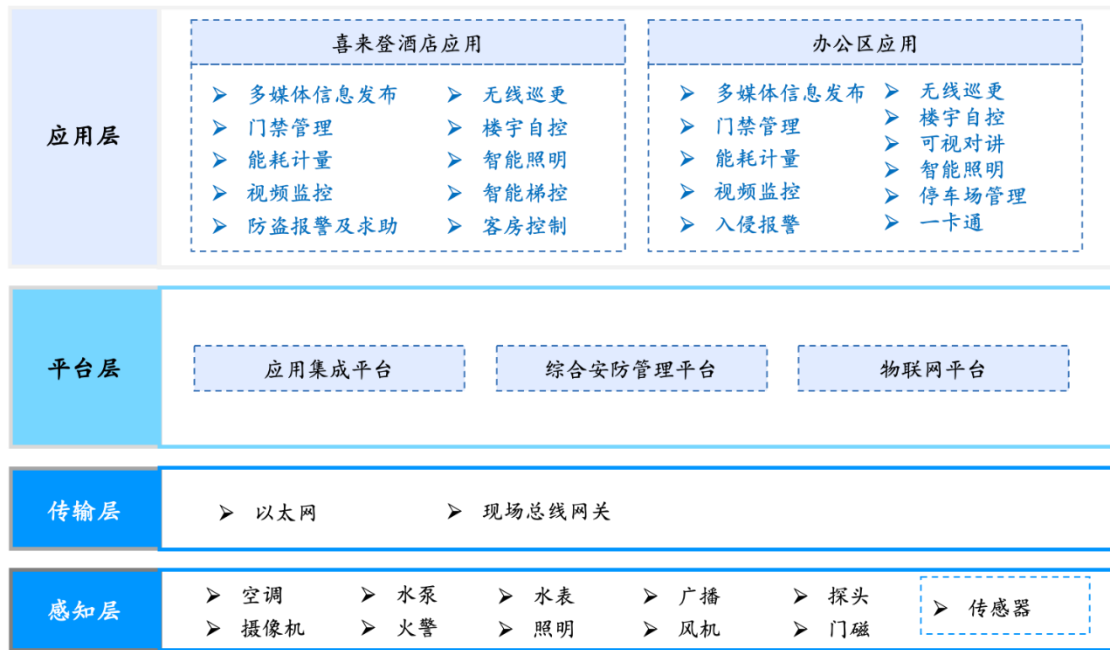 应用层
喜来登酒店应用
➢ 多媒体信息发布
➢ 门禁管理
➢ 能耗计量
➢ 视频监控
➢ 防盗报警及求助
➢ 无线巡更
➢ 楼宇自控
➢ 智能照明
➢ 智能梯控
➢ 客房控制
办公区应用
➢ 多媒体信息发布
➢ 门禁管理
➢ 能耗计量
➢ 视频监控
➢ 入侵报警
➢ 无线巡更
➢ 楼宇自控
➢ 可视对讲
➢ 智能照明
➢ 停车场管理
➢ 一卡通
平台层
应用集成平台
综合安防管理平台
物联网平台
传输层
➢ 以太网
➢ 现场总线网关
感知层
➢ 空调 ➢ 水泵 ➢ 水表 ➢ 广播 ➢ 探头
➢ 摄像机 ➢ 火警 ➢ 照明 ➢ 风机 ➢ 门磁
➢ 传感器